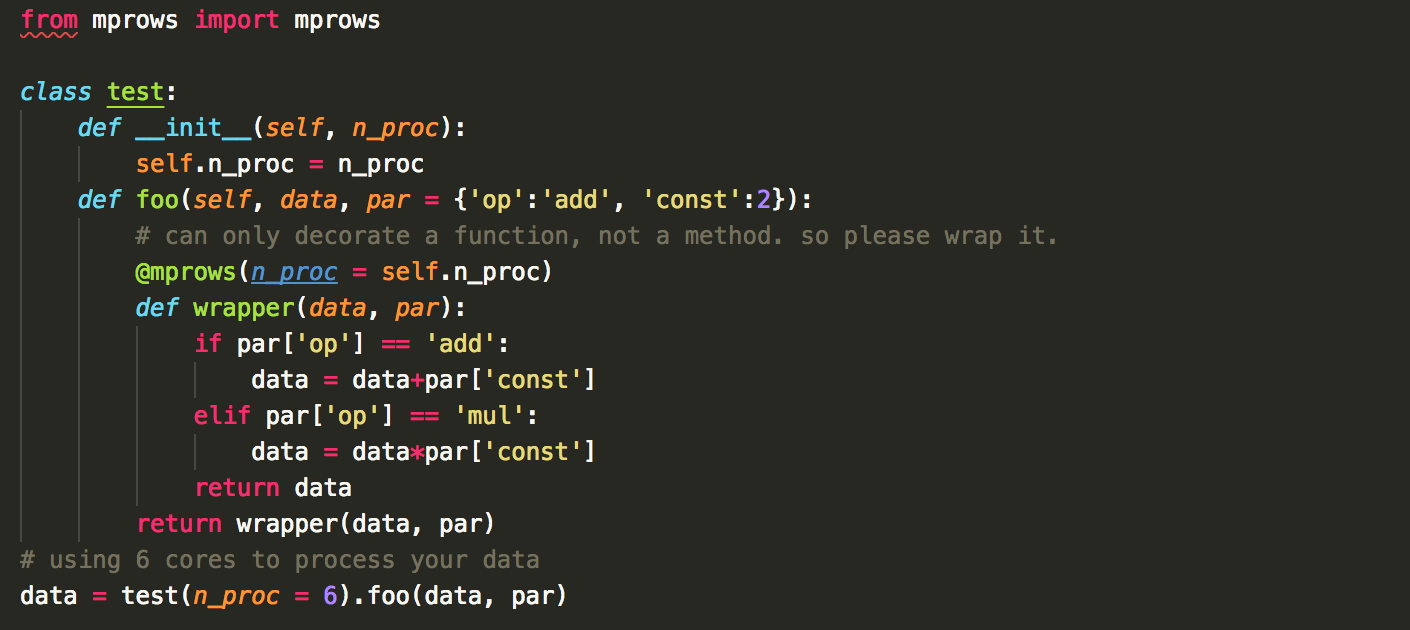 from mprows import mprows
class test:
    def __init__(self, n_proc):
        self.n_proc = n_proc
    def foo(self, data, par = {'op':'add', 'const':2}):
        # can only decorate a function, not a method. so please wrap it.
        @mprows(n_proc = self.n_proc)
        def wrapper(data, par):
            if par['op'] == 'add':
                data = data+par['const']
            elif par['op'] == 'mul':
                data = data*par['const']
            return data
        return wrapper(data, par)
# using 6 cores to process your data
data = test(n_proc = 6).foo(data, par)